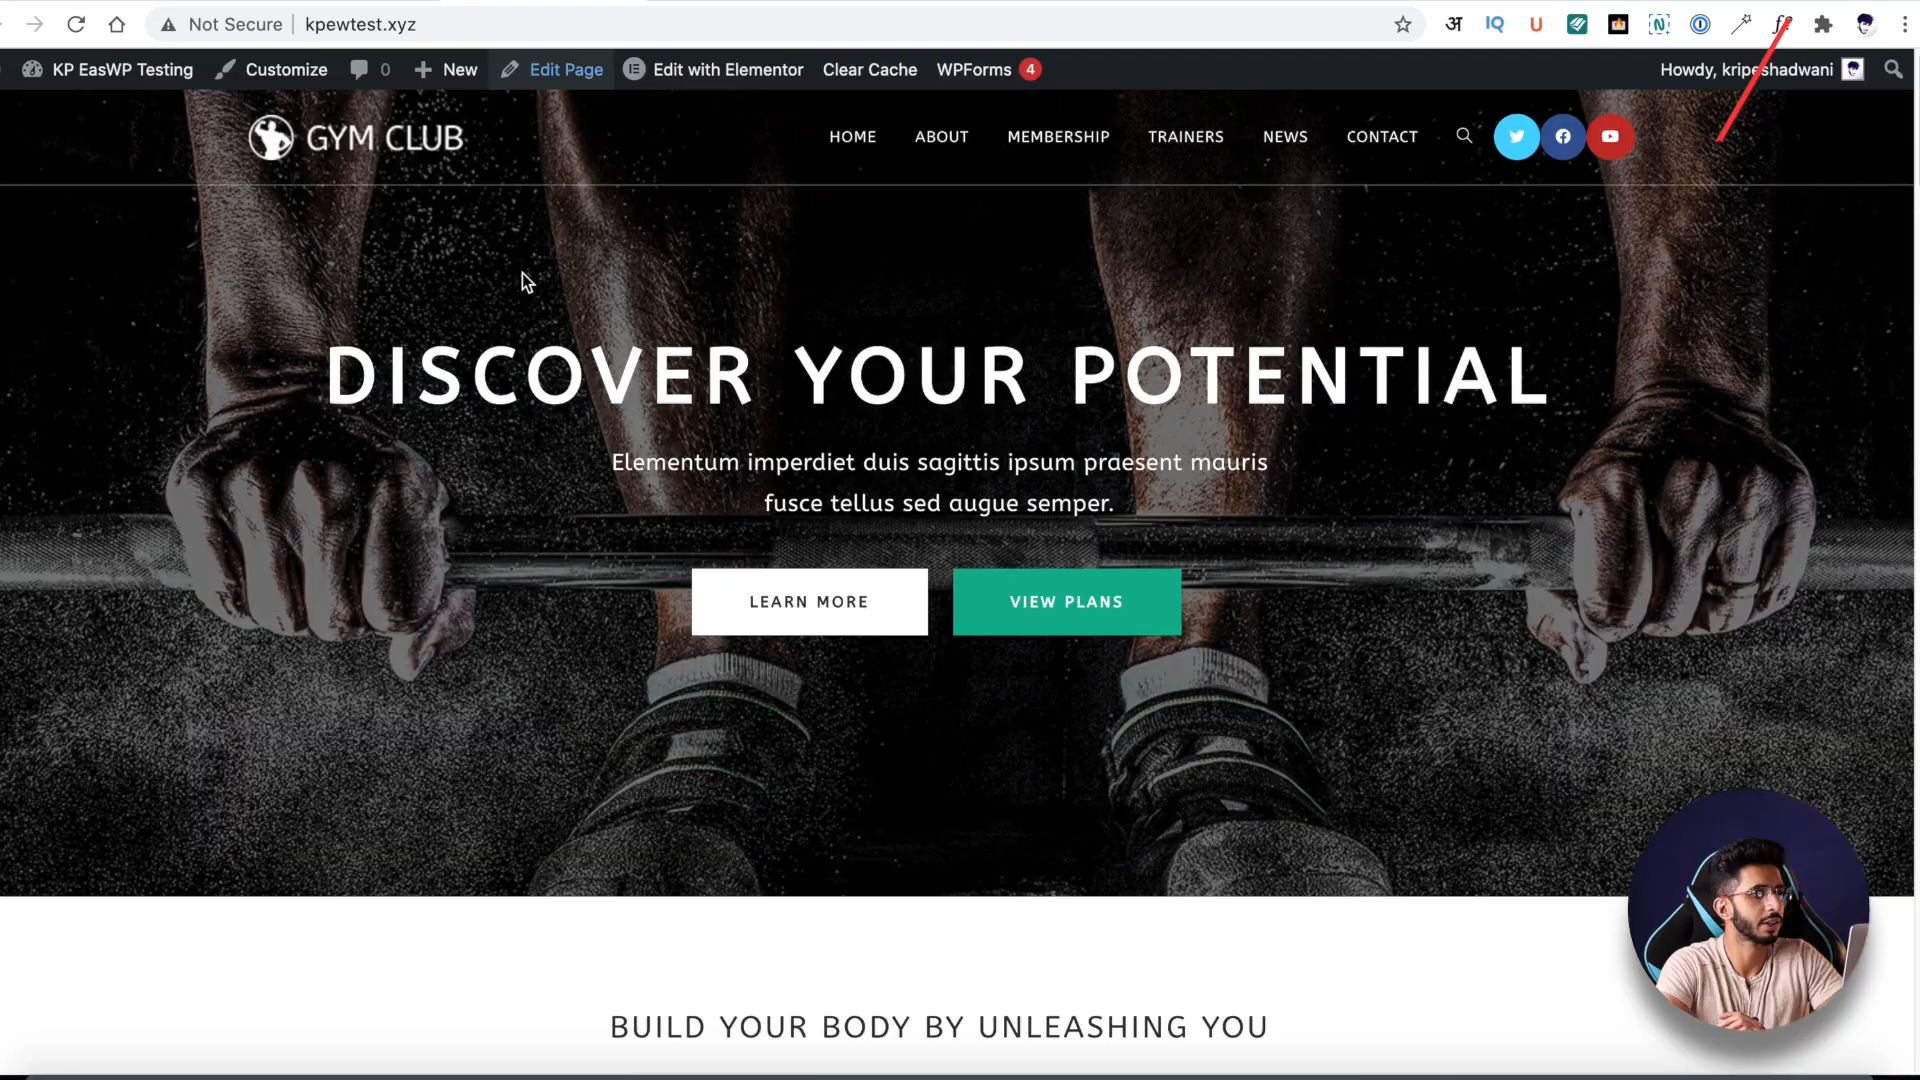 Not Secure | kpewtest.xyz
अ IQ U f?
KP EasWP Testing Customize 0 New Edit Page Edit with Elementor Clear Cache WPForms 4 Howdy, kripeshadwani
GYM CLUB HOME ABOUT MEMBERSHIP TRAINERS NEWS CONTACT
DISCOVER YOUR POTENTIAL
Elementum imperdiet duis sagittis ipsum praesent mauris
fusce tellus sed augue semper.
LEARN MORE VIEW PLANS
BUILD YOUR BODY BY UNLEASHING YOU